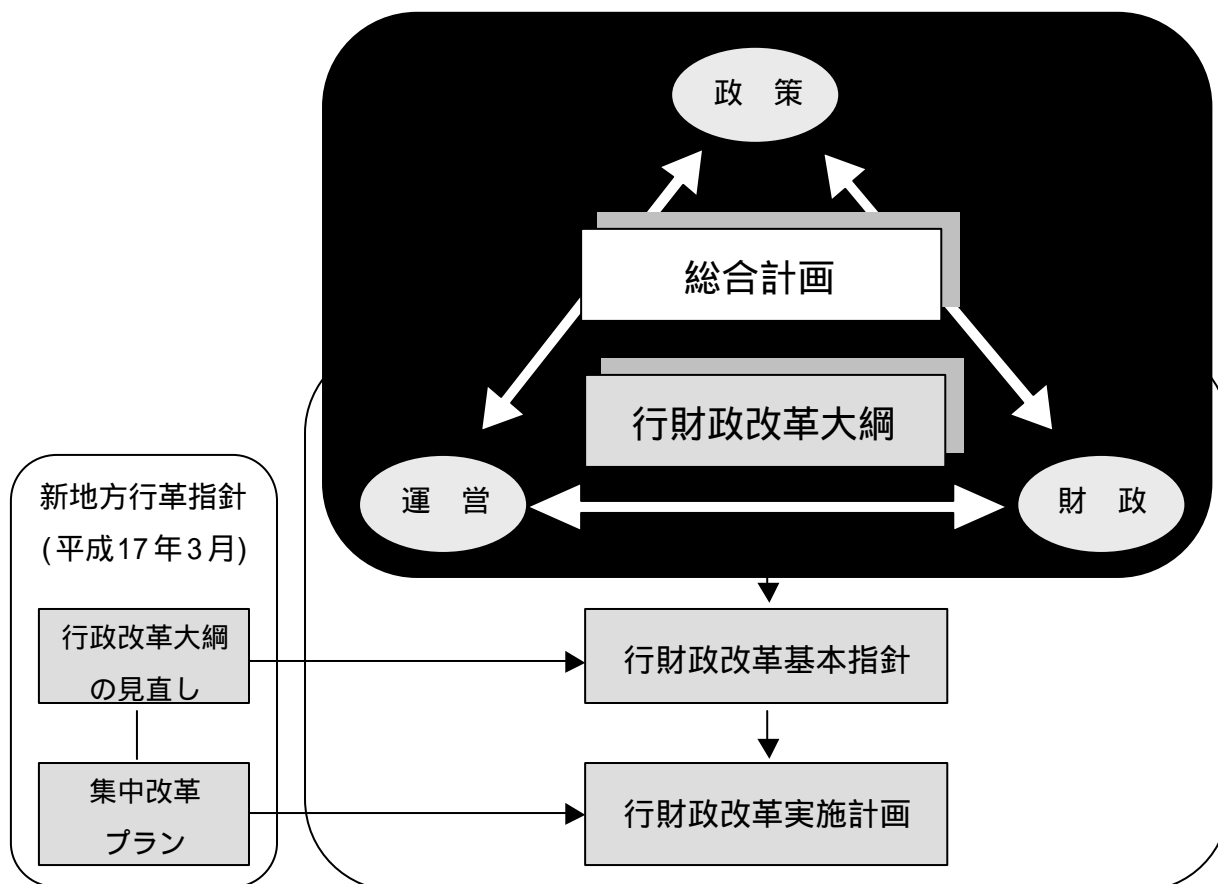 政　策
総合計画
行財政改革大綱
運　営
財　政
新地方行革指針
(平成17年3月)
行政改革大綱
の見直し
行財政改革基本指針
集中改革
プラン
行財政改革実施計画